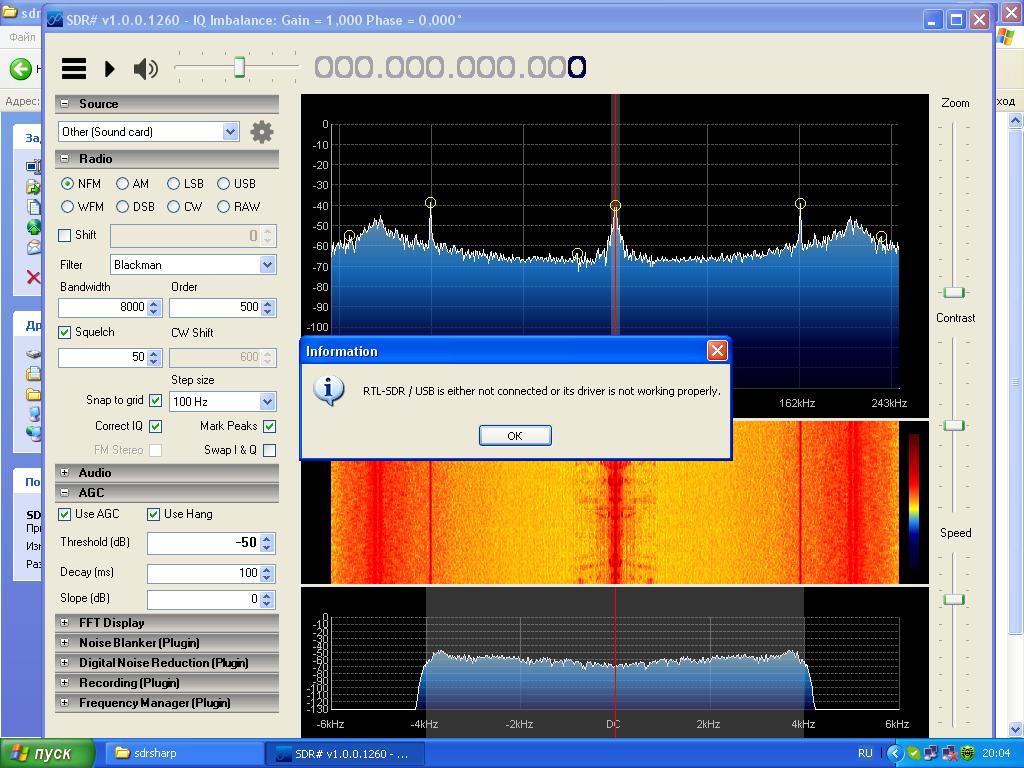 sdr
SDR# v1.0.0.1260 - IQ Imbalance: Gain = 1,000 Phase = 0,000°
Файл
000.000.000.000
Адрес:
ход
Source
Other (Sound card)
Radio
NFM AM LSB USB
WFM DSB CW RAW
Shift 0
Filter Blackman
Bandwidth Order
8000 500
Squelch CW Shift
50 600
Step size
Snap to grid 100 Hz
Correct IQ Mark Peaks
FM Stereo Swap I & Q
Audio
AGC
Use AGC Use Hang
Threshold (dB) -50
Decay (ms) 100
Slope (dB) 0
FFT Display
Noise Blanker (Plugin)
Digital Noise Reduction (Plugin)
Recording (Plugin)
Frequency Manager (Plugin)
За
Др
По
SD
При
Изм
Раз
0
-10
-20
-30
-40
-50
-60
-70
-80
-90
-100
162kHz 243kHz
Information
RTL-SDR / USB is either not connected or its driver is not working properly.
OK
Zoom
Contrast
Speed
0
-10
-20
-30
-40
-50
-60
-70
-80
-90
-100
-110
-120
-130
-6kHz -4kHz -2kHz DC 2kHz 4kHz 6kHz
пуск
sdrsharp
SDR# v1.0.0.1260 - ...
RU
20:04